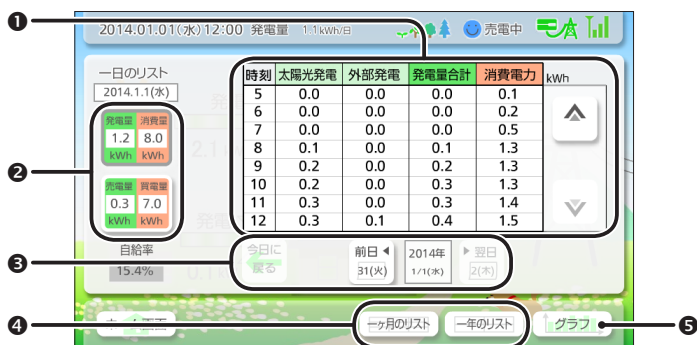 ❶
2014.01.01(水)12:00 発電量 1.1kWh/日 売電中
一日のリスト
2014.1.1(水)
❷
発電量 消費量
1.2 8.0
kWh kWh
売電量 買電量
0.3 7.0
kWh kWh
自給率
15.4%
時刻 太陽光発電 外部発電 発電量合計 消費電力 kWh
5 0.0 0.0 0.0 0.1
6 0.0 0.0 0.0 0.2
7 0.0 0.0 0.0 0.5
8 0.1 0.0 0.1 1.3
9 0.2 0.0 0.2 1.3
10 0.2 0.0 0.3 1.3
11 0.3 0.0 0.3 1.4
12 0.3 0.1 0.4 1.5
❸
今日に
戻る
前日
31(火)
2014年
1/1(水)
翌日
2(木)
❹
一ヶ月のリスト 一年のリスト グラフ
❺